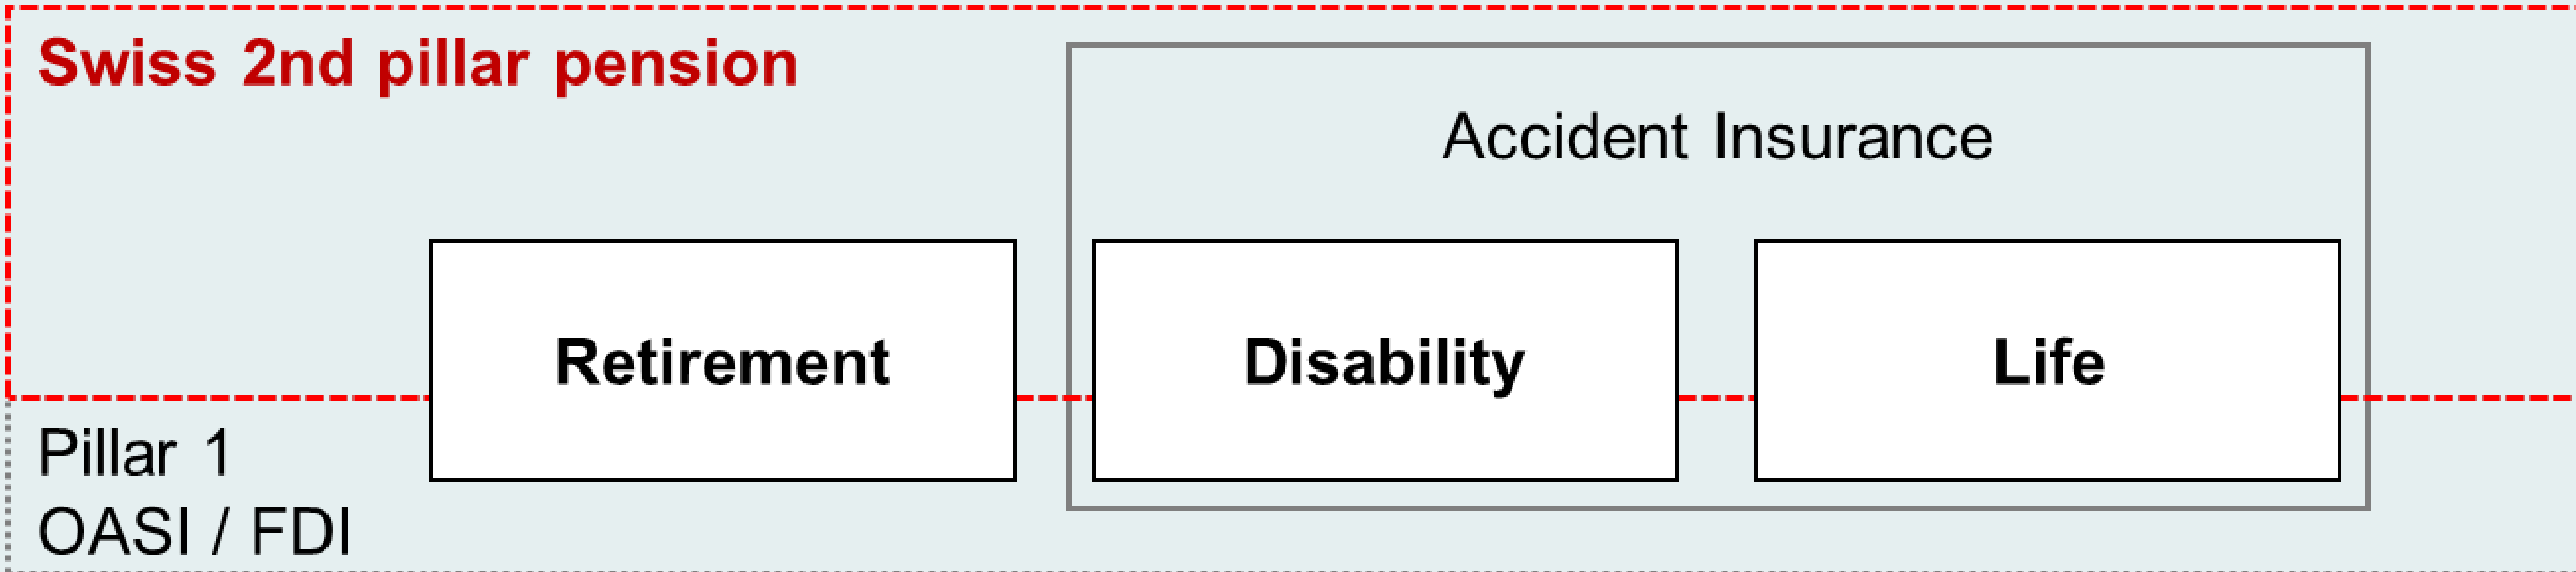 Swiss 2nd pillar pension
Accident Insurance
Retirement
Disability
Life
Pillar 1
OASI / FDI